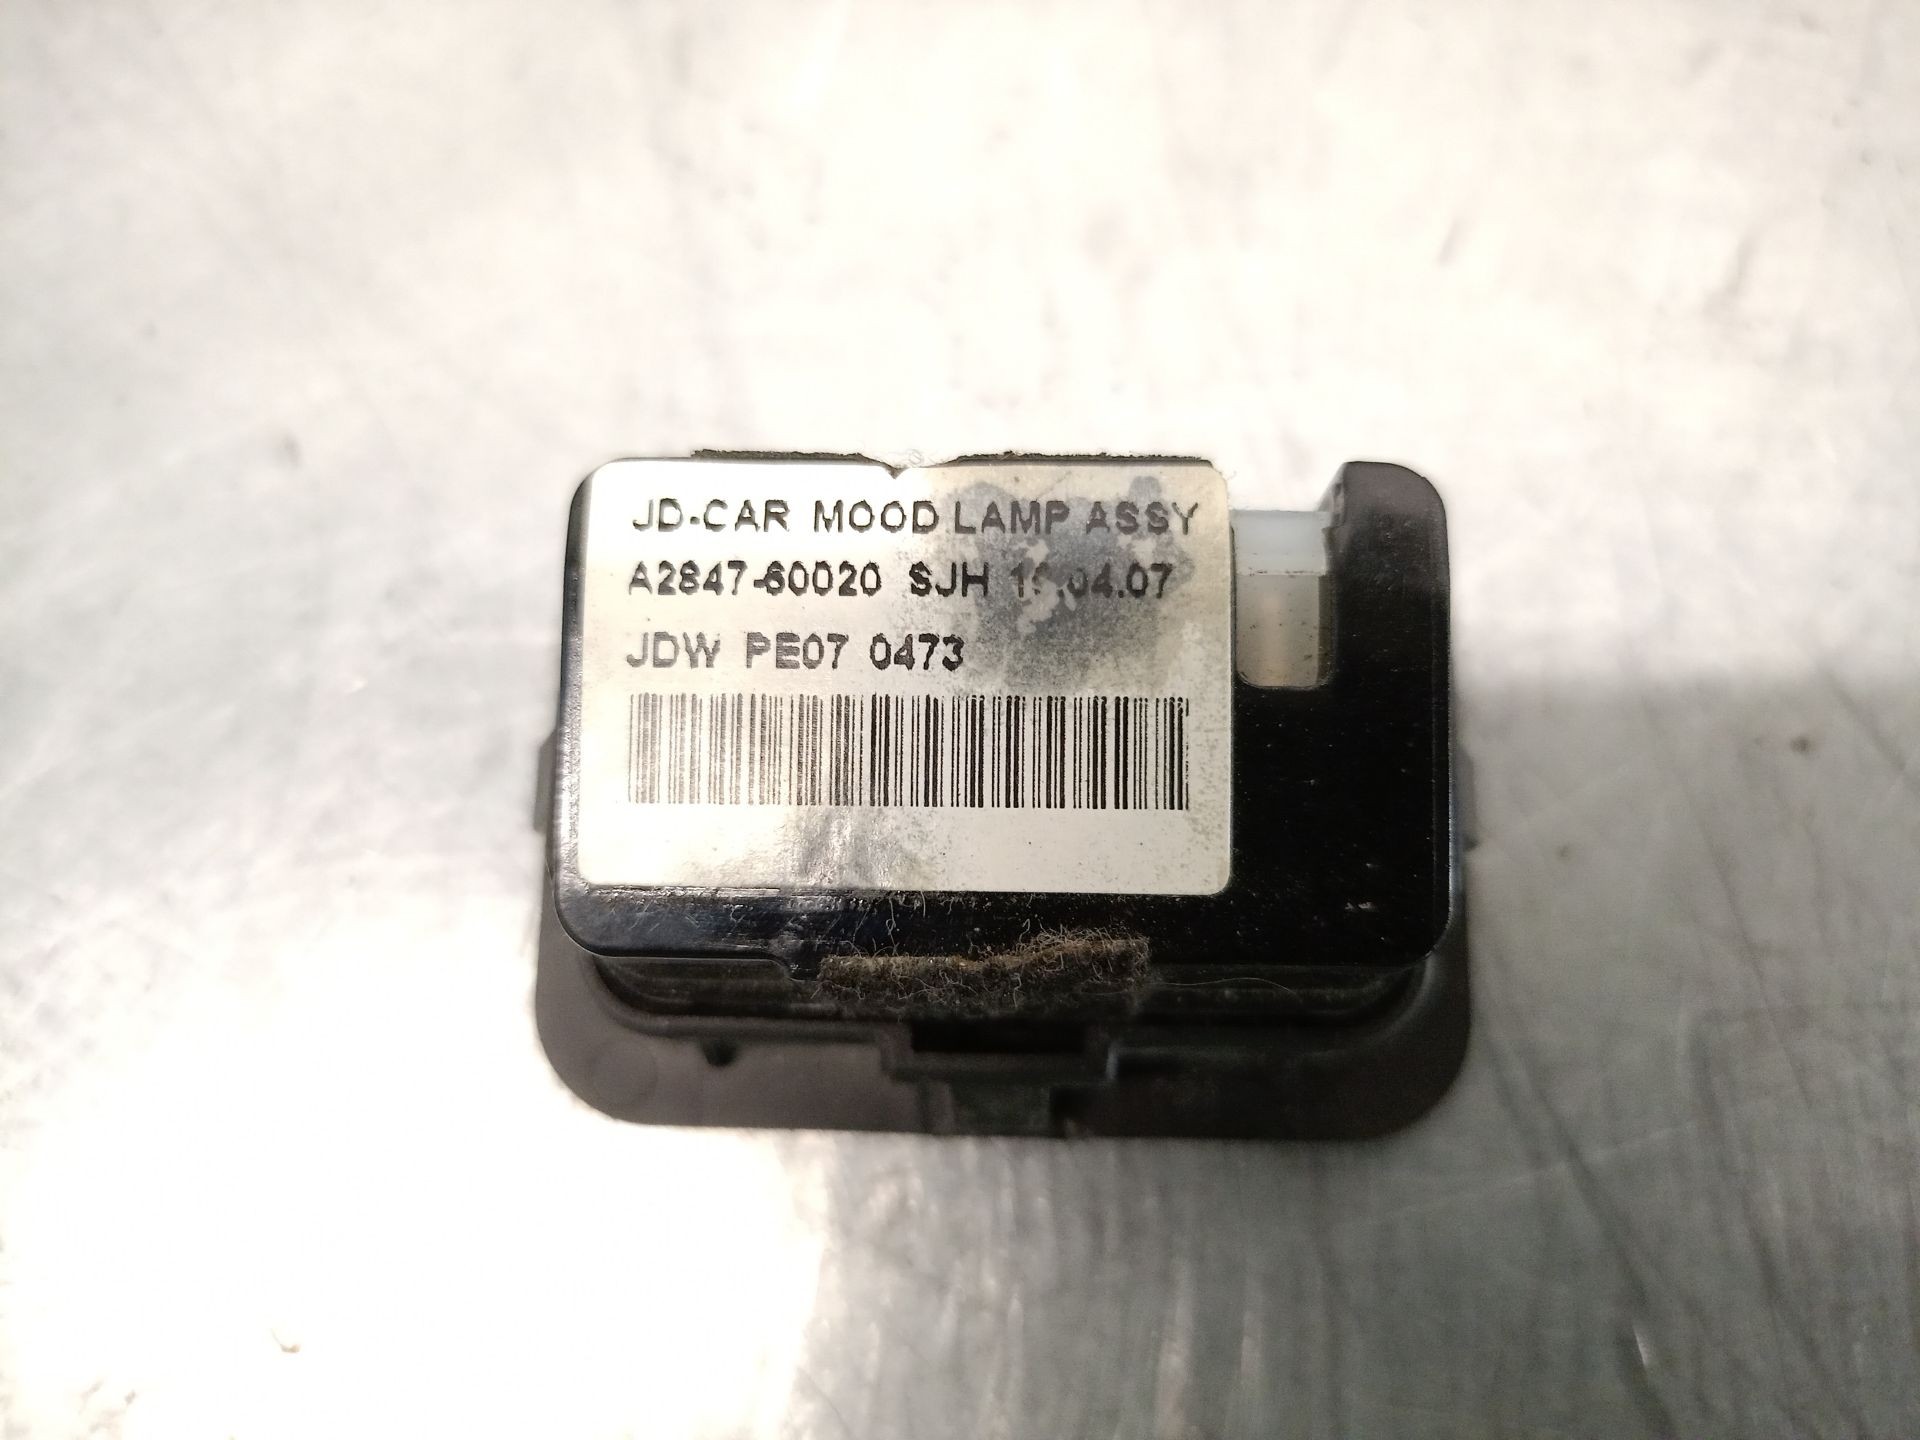 JD-CAR MOOD LAMP ASSY
A2847-60020 SJH
JDW PE07 0473